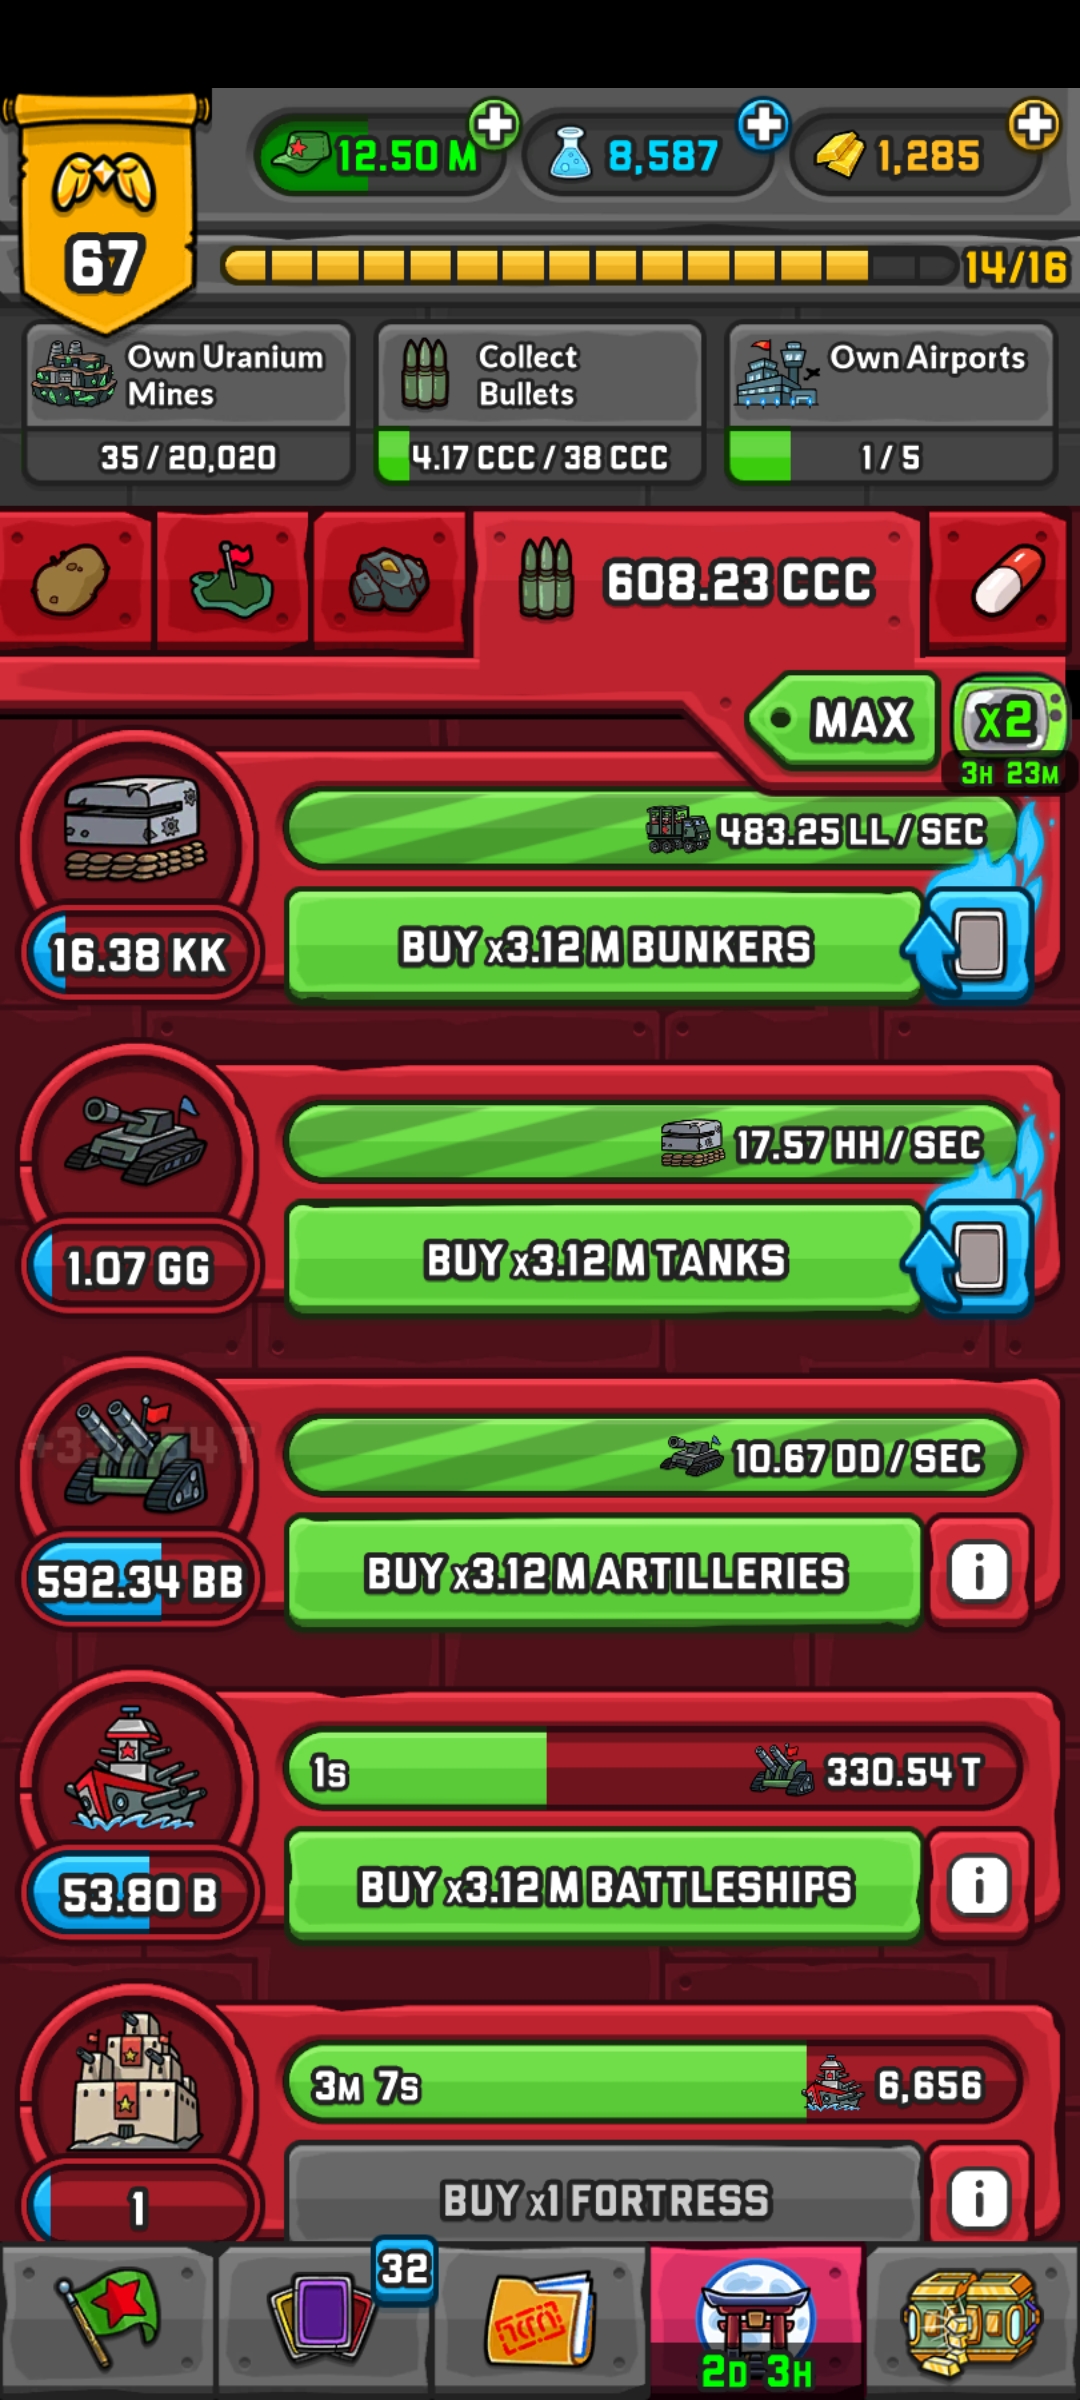 12.50 M
8,587
1,285
67
14/16
Own Uranium
Mines
35 / 20,020
Collect
Bullets
4.17 CCC / 38 CCC
Own Airports
1 / 5
608.23 CCC
MAX
x2
3H 23M
483.25 LL / SEC
16.38 KK
BUY x3.12 M BUNKERS
17.57 HH / SEC
1.07 GG
BUY x3.12 M TANKS
10.67 DD / SEC
592.34 BB
BUY x3.12 M ARTILLERIES
i
1s
330.54 T
53.80 B
BUY x3.12 M BATTLESHIPS
i
3M 7s
6,656
1
BUY x1 FORTRESS
i
32
2D 3H